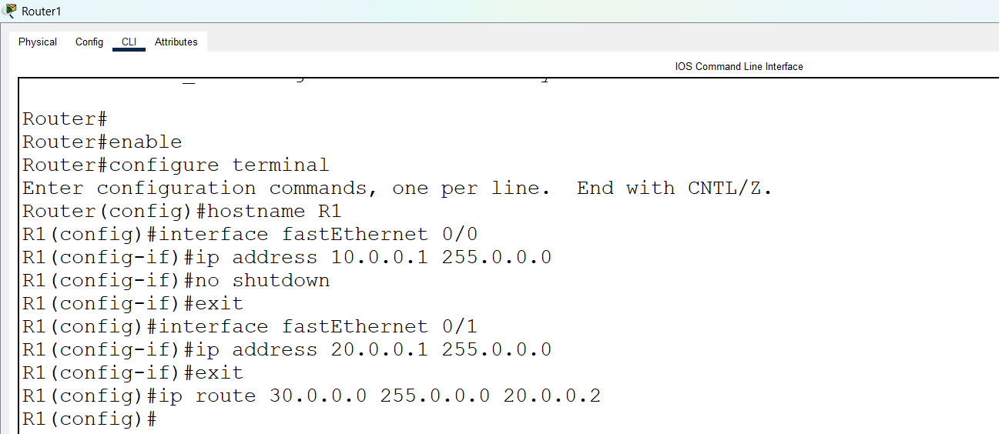 Router1
Physical Config CLI Attributes
IOS Command Line Interface
Router#
Router#enable
Router#configure terminal
Enter configuration commands, one per line.  End with CNTL/Z.
Router(config)#hostname R1
R1(config)#interface fastEthernet 0/0
R1(config-if)#ip address 10.0.0.1 255.0.0.0
R1(config-if)#no shutdown
R1(config-if)#exit
R1(config)#interface fastEthernet 0/1
R1(config-if)#ip address 20.0.0.1 255.0.0.0
R1(config-if)#exit
R1(config)#ip route 30.0.0.0 255.0.0.0 20.0.0.2
R1(config)#